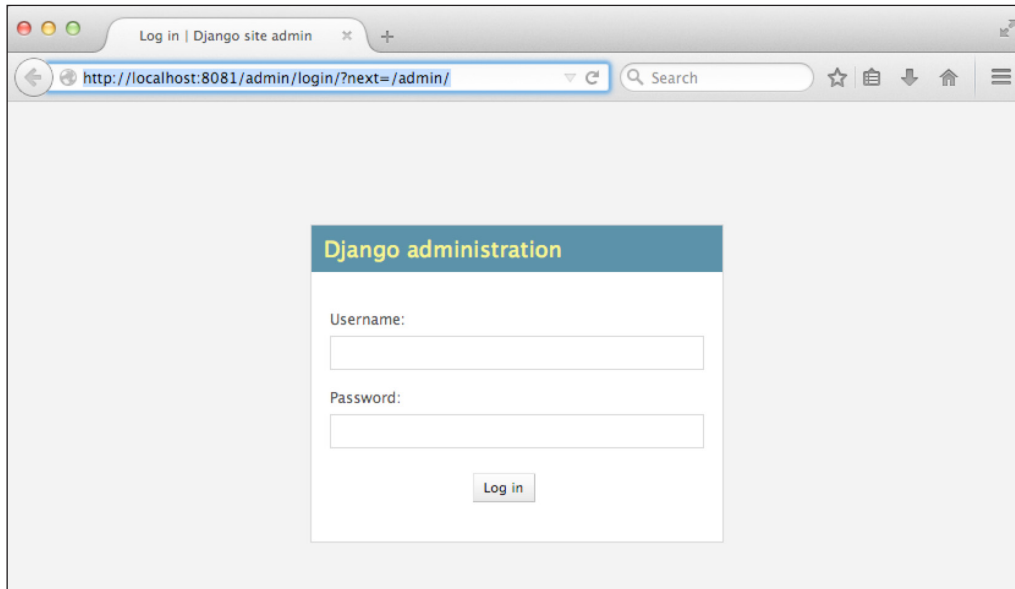 Log in | Django site admin
http://localhost:8081/admin/login/?next=/admin/
Search
Django administration
Username:
Password:
Log in